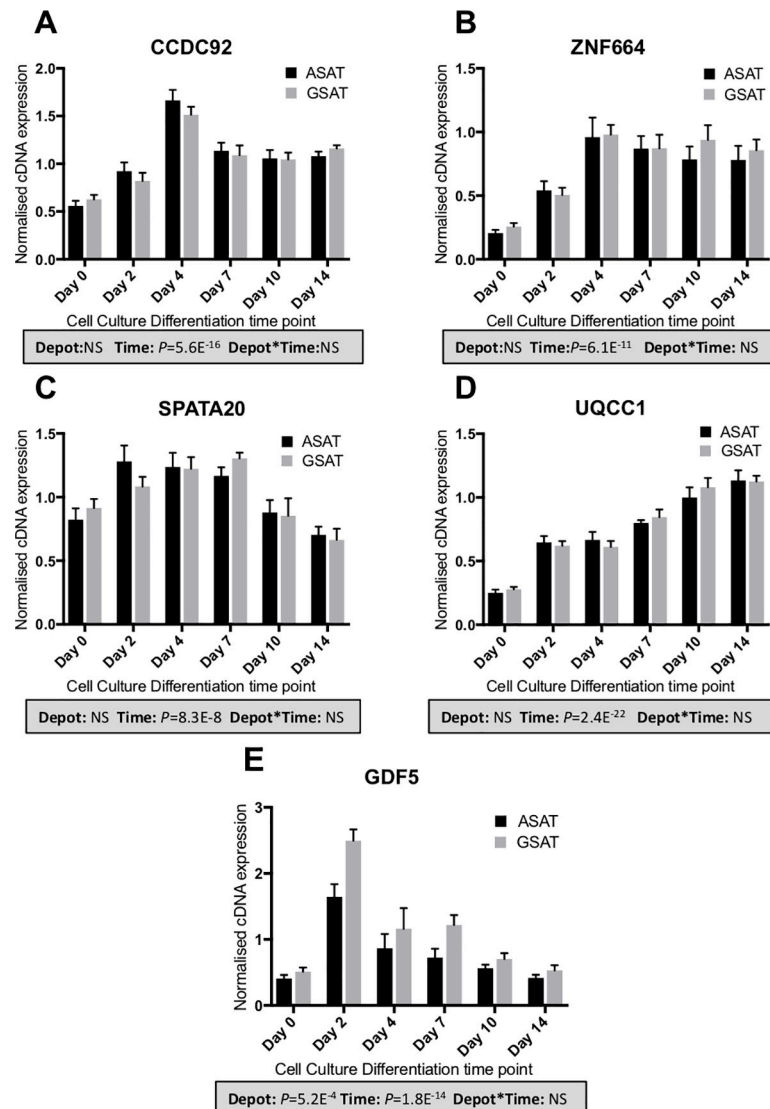 A
CCDC92
Normalised cDNA expression
2.0
1.5
1.0
0.5
0.0
ASAT
GSAT
Day 0
Day 2
Day 4
Day 7
Day 10
Day 14
Cell Culture Differentiation time point
Depot:NS Time: P=5.6E-16 Depot*Time:NS
B
ZNF664
Normalised cDNA expression
1.5
1.0
0.5
0.0
ASAT
GSAT
Day 0
Day 2
Day 4
Day 7
Day 10
Day 14
Cell Culture Differentiation time point
Depot:NS Time:P=6.1E-11 Depot*Time: NS
C
SPATA20
Normalised cDNA expression
1.5
1.0
0.5
0.0
ASAT
GSAT
Day 0
Day 2
Day 4
Day 7
Day 10
Day 14
Cell Culture Differentiation time point
Depot: NS Time: P=8.3E-8 Depot*Time: NS
D
UQCC1
Normalised cDNA expression
1.5
1.0
0.5
0.0
ASAT
GSAT
Day 0
Day 2
Day 4
Day 7
Day 10
Day 14
Cell Culture Differentiation time point
Depot: NS Time: P=2.4E-22 Depot*Time: NS
E
GDF5
Normalised cDNA expression
3
2
1
0
ASAT
GSAT
Day 0
Day 2
Day 4
Day 7
Day 10
Day 14
Cell Culture Differentiation time point
Depot: P=5.2E-4 Time: P=1.8E-14 Depot*Time: NS